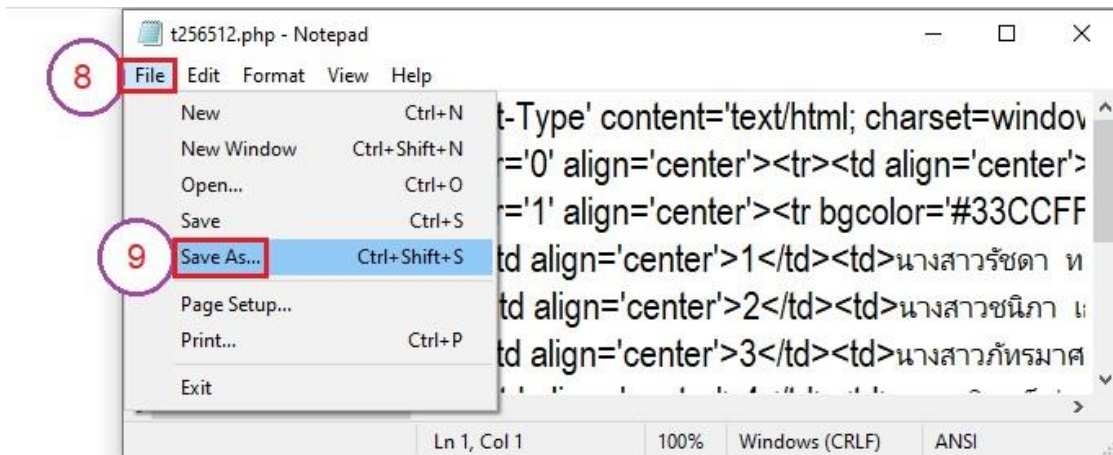 t256512.php - Notepad
8
File Edit Format View Help
New Ctrl+N
New Window Ctrl+Shift+N
Open... Ctrl+O
Save Ctrl+S
9
Save As... Ctrl+Shift+S
Page Setup...
Print... Ctrl+P
Exit
t-Type' content='text/html; charset=window
r='0' align='center'><tr><td align='center'>
r='1' align='center'><tr bgcolor='#33CCFF
td align='center'>1</td><td>นางสาวรัชดา ท
td align='center'>2</td><td>นางสาวชนิภา
td align='center'>3</td><td>นางสาวภัทรมาศ
Ln 1, Col 1 100% Windows (CRLF) ANSI